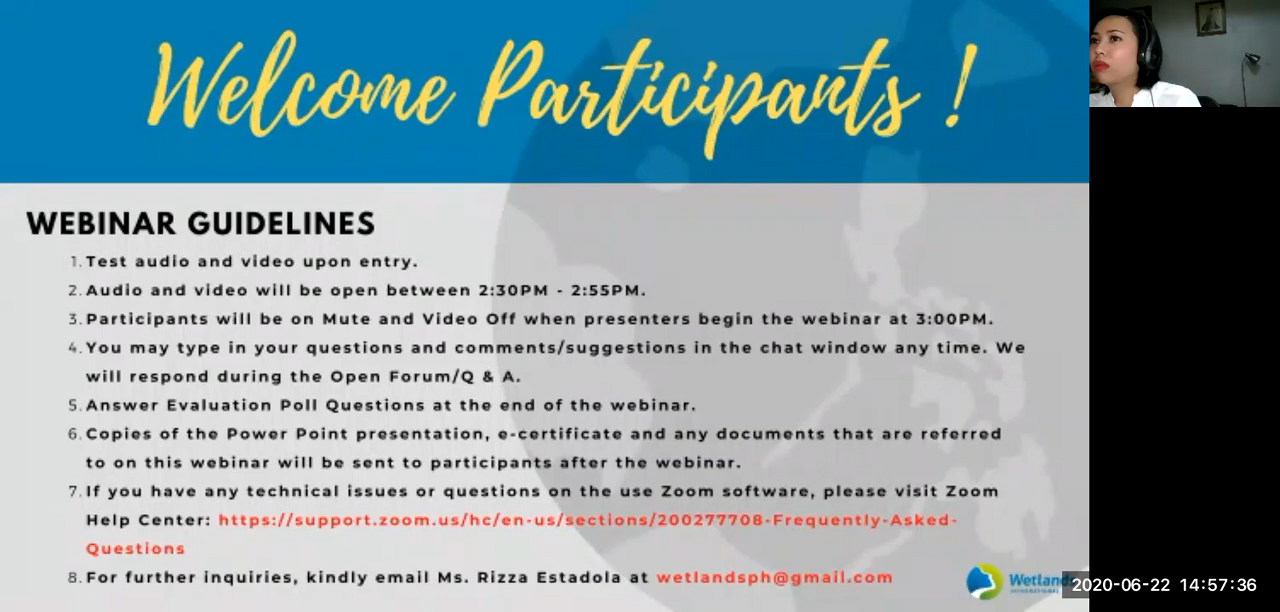 Welcome Participants !
WEBINAR GUIDELINES
1. Test audio and video upon entry.
2. Audio and video will be open between 2:30PM - 2:55PM.
3. Participants will be on Mute and Video Off when presenters begin the webinar at 3:00PM.
4. You may type in your questions and comments/suggestions in the chat window any time. We
will respond during the Open Forum/Q & A.
5. Answer Evaluation Poll Questions at the end of the webinar.
6. Copies of the Power Point presentation, e-certificate and any documents that are referred
to on this webinar will be sent to participants after the webinar.
7. If you have any technical issues or questions on the use Zoom software, please visit Zoom
Help Center: https://support.zoom.us/hc/en-us/sections/200277708-Frequently-Asked-
Questions
8. For further inquiries, kindly email Ms. Rizza Estadola at wetlandsph@gmail.com
2020-06-22 14:57:36